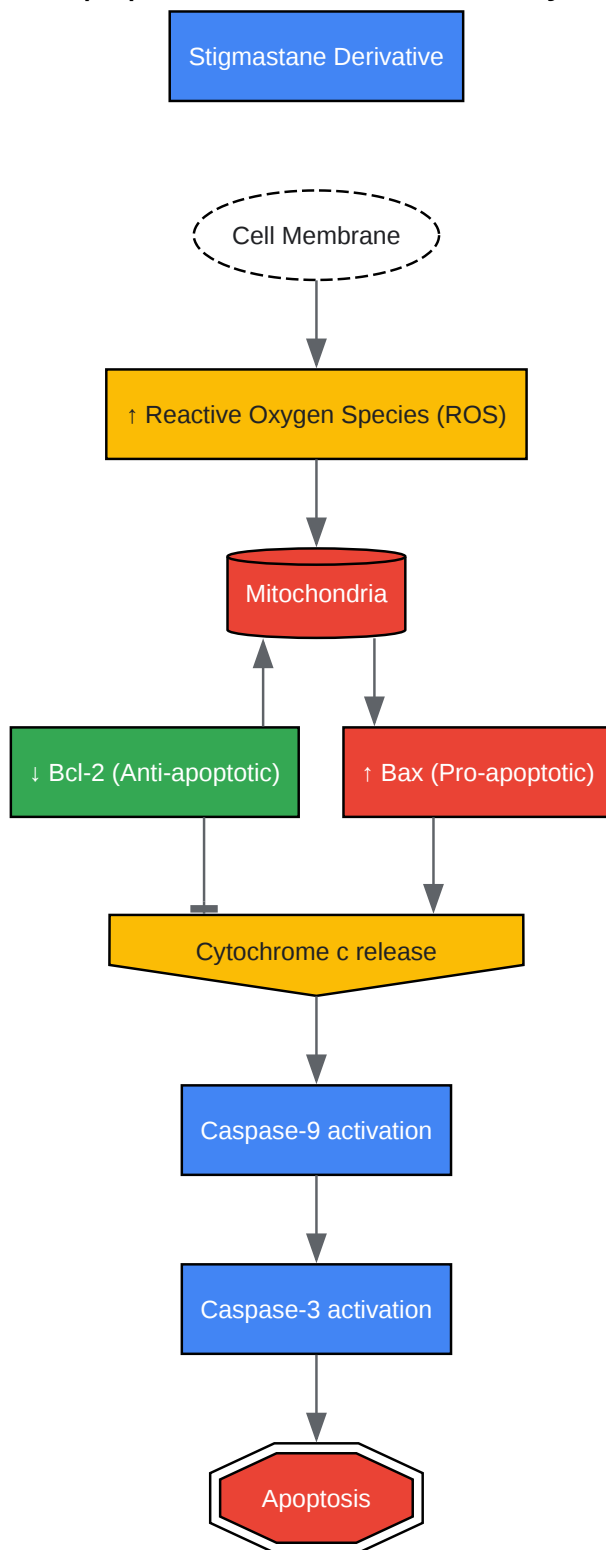 Stigmastane Derivative
Cell Membrane
↑ Reactive Oxygen Species (ROS)
Mitochondria
↓ Bcl-2 (Anti-apoptotic)
↑ Bax (Pro-apoptotic)
Cytochrome c release
Caspase-9 activation
Caspase-3 activation
Apoptosis